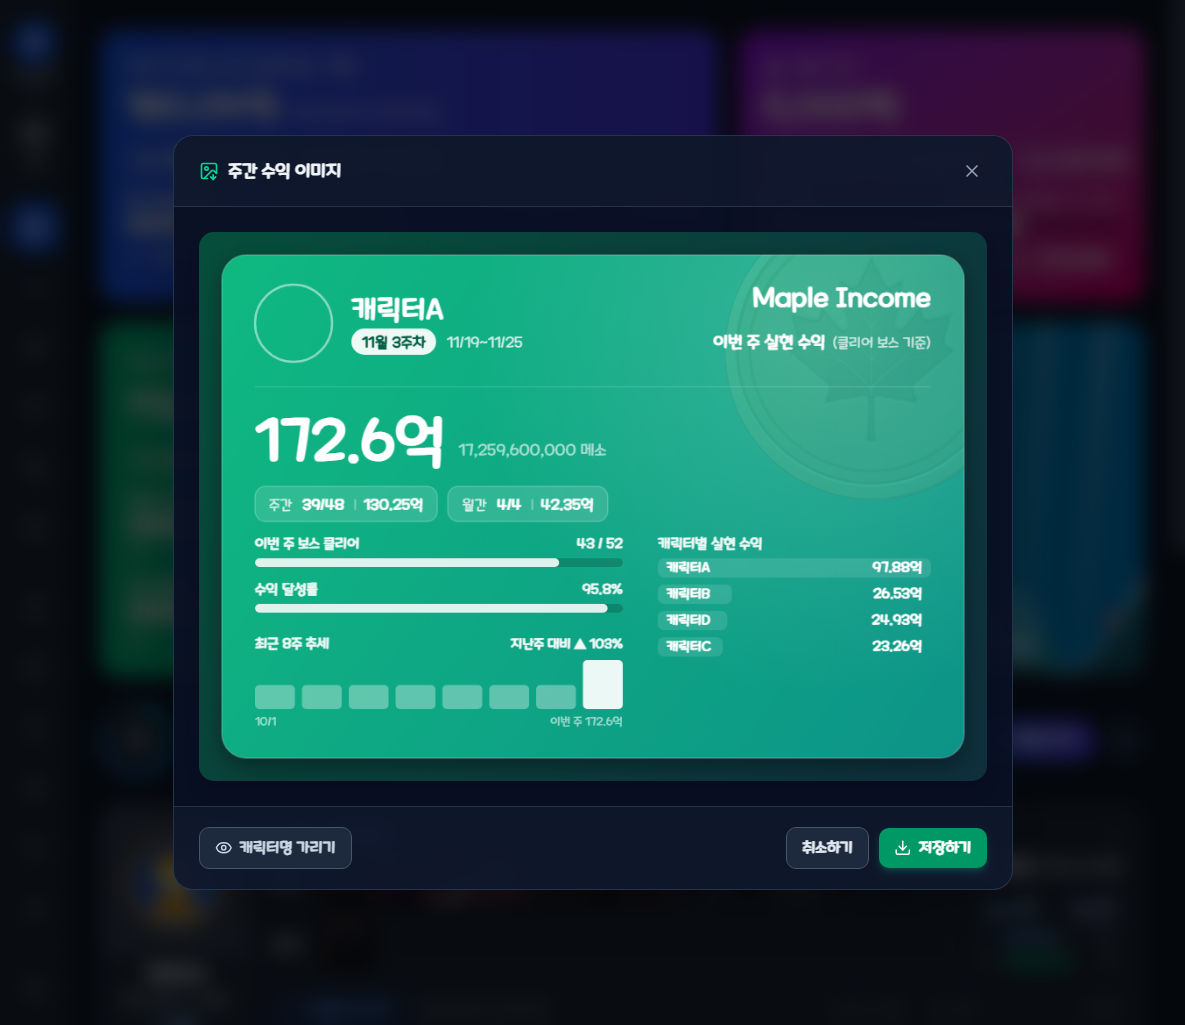 주간 수익 이미지
캐릭터A
11월 3주차 11/19~11/25
Maple Income
이번 주 실현 수익 (클리어 보스 기준)
172.6억 17,259,600,000 메소
주간 39/48 | 130.25억
월간 4/4 | 42.35억
이번 주 보스 클리어 43 / 52
수익 달성률 95.8%
최근 8주 추세 지난주 대비 ▲ 103%
10/1 이번 주 172.6억
캐릭터별 실현 수익
캐릭터A 97.88억
캐릭터B 26.53억
캐릭터D 24.93억
캐릭터C 23.26억
캐릭터명 가리기
취소하기
저장하기